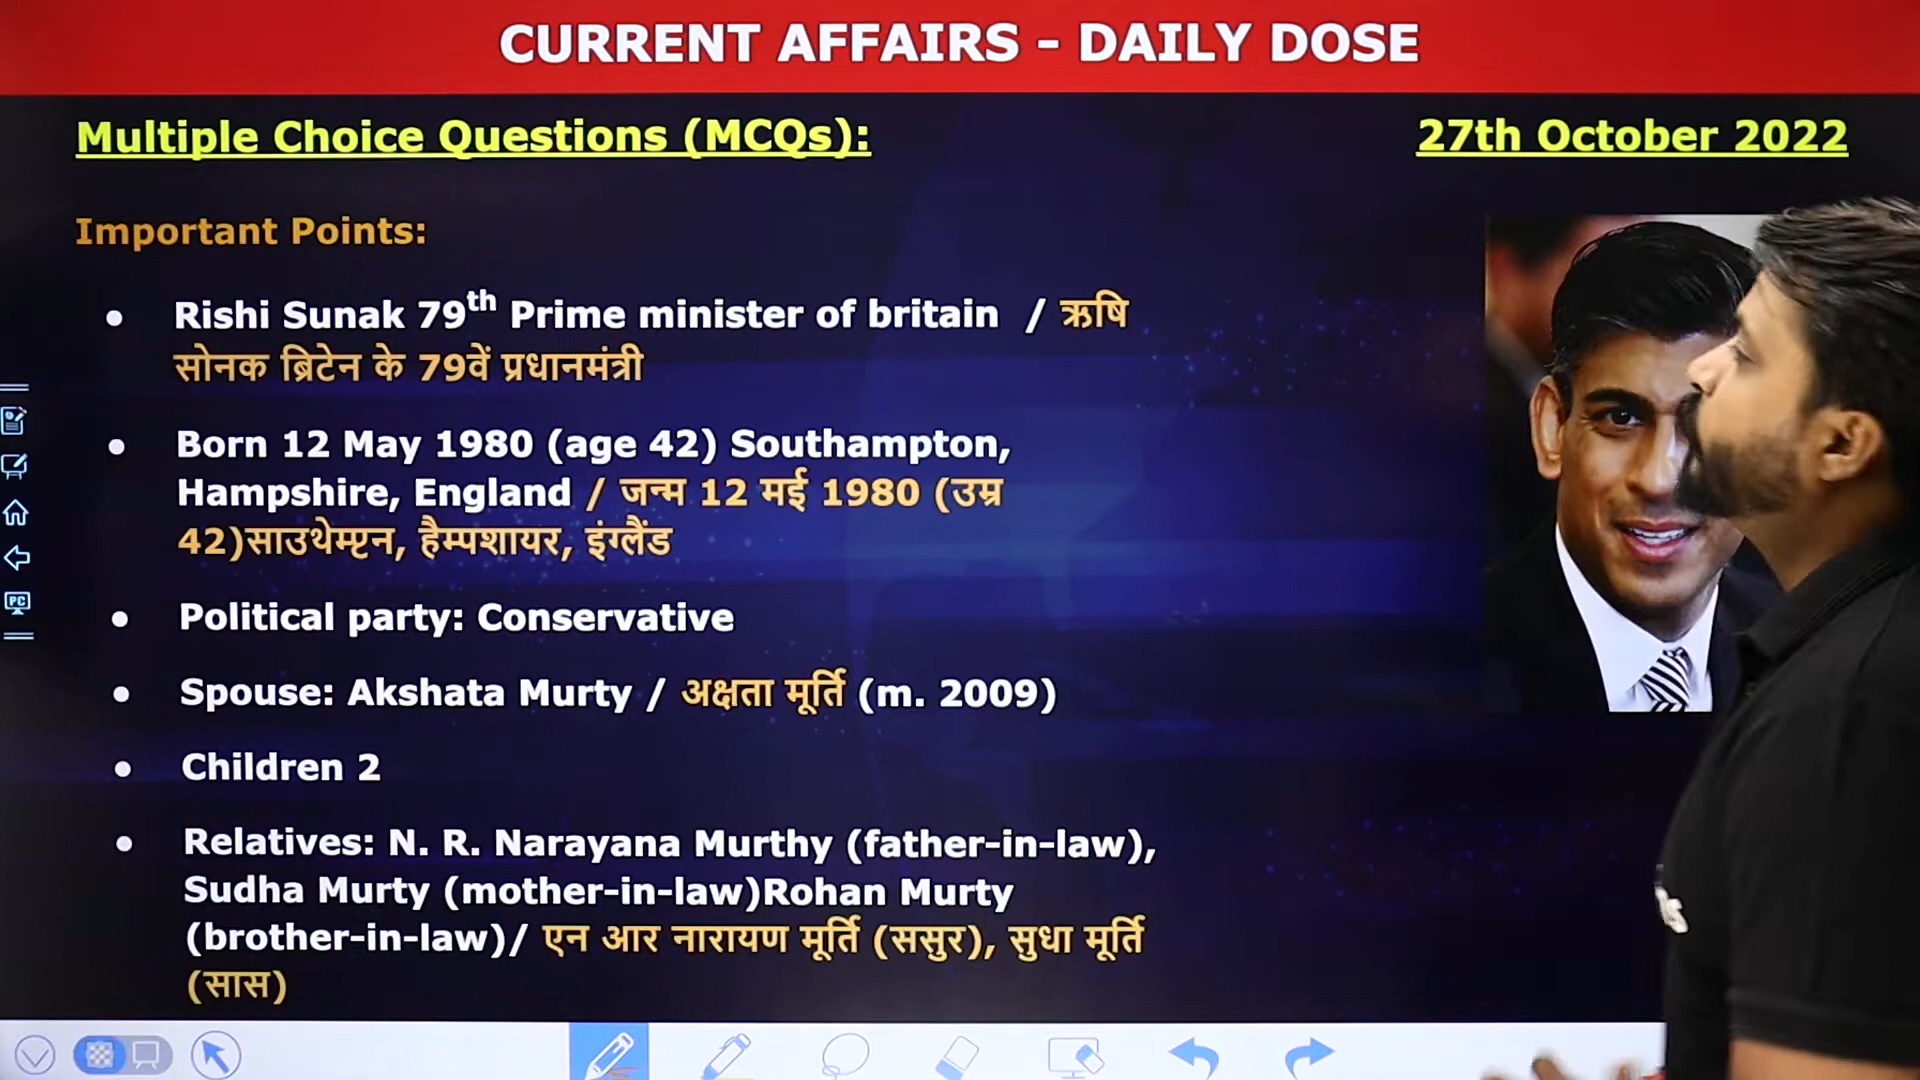 CURRENT AFFAIRS - DAILY DOSE
Multiple Choice Questions (MCQs):
27th October 2022
Important Points:
Rishi Sunak 79th Prime minister of britain / ऋषि
सोनक ब्रिटेन के 79वें प्रधानमंत्री
Born 12 May 1980 (age 42) Southampton,
Hampshire, England / जन्म 12 मई 1980 (उम्र
42)साउथेम्प्टन, हैम्पशायर, इंग्लैंड
Political party: Conservative
Spouse: Akshata Murty / अक्षता मूर्ति (m. 2009)
Children 2
Relatives: N. R. Narayana Murthy (father-in-law),
Sudha Murty (mother-in-law)Rohan Murty
(brother-in-law)/ एन आर नारायण मूर्ति (ससुर), सुधा मूर्ति
(सास)
PC